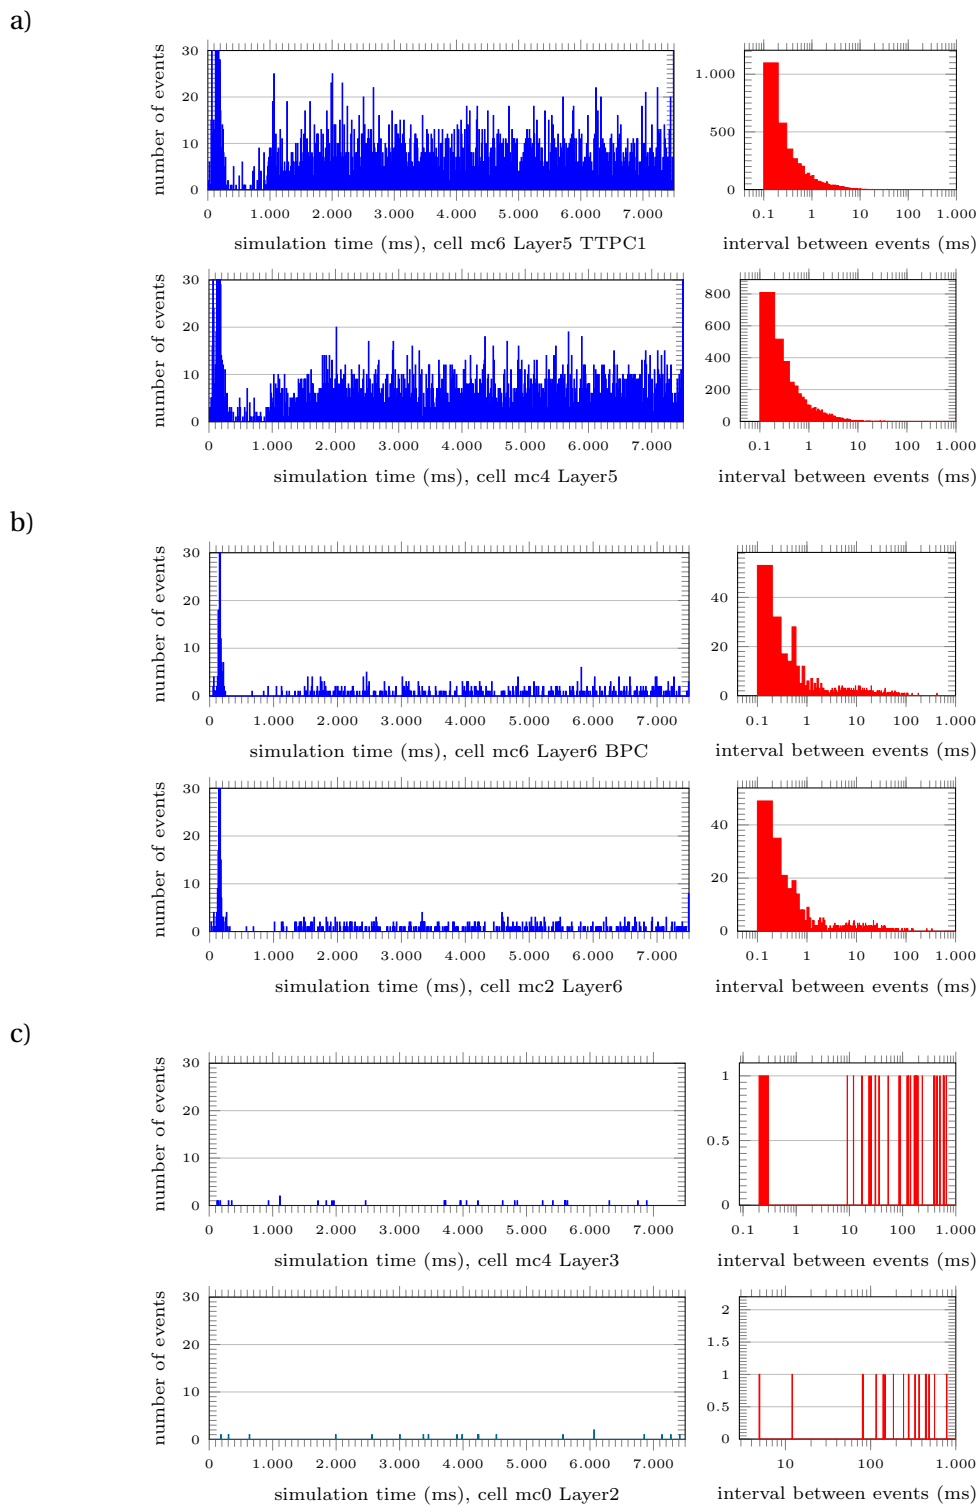 a)
number of events
30
20
10
0
0 1.000 2.000 3.000 4.000 5.000 6.000 7.000
simulation time (ms), cell mc6 Layer5 TTPC1
1.000
500
0
0.1 1 10 100 1.000
interval between events (ms)
number of events
30
20
10
0
0 1.000 2.000 3.000 4.000 5.000 6.000 7.000
simulation time (ms), cell mc4 Layer5
800
600
400
200
0
0.1 1 10 100 1.000
interval between events (ms)
b)
number of events
30
20
10
0
0 1.000 2.000 3.000 4.000 5.000 6.000 7.000
simulation time (ms), cell mc6 Layer6 BPC
40
20
0
0.1 1 10 100 1.000
interval between events (ms)
number of events
30
20
10
0
0 1.000 2.000 3.000 4.000 5.000 6.000 7.000
simulation time (ms), cell mc2 Layer6
40
20
0
0.1 1 10 100 1.000
interval between events (ms)
c)
number of events
30
20
10
0
0 1.000 2.000 3.000 4.000 5.000 6.000 7.000
simulation time (ms), cell mc4 Layer3
1
0.5
0
0.1 1 10 100 1.000
interval between events (ms)
number of events
30
20
10
0
0 1.000 2.000 3.000 4.000 5.000 6.000 7.000
simulation time (ms), cell mc0 Layer2
2
1.5
1
0.5
0
10 100 1.000
interval between events (ms)